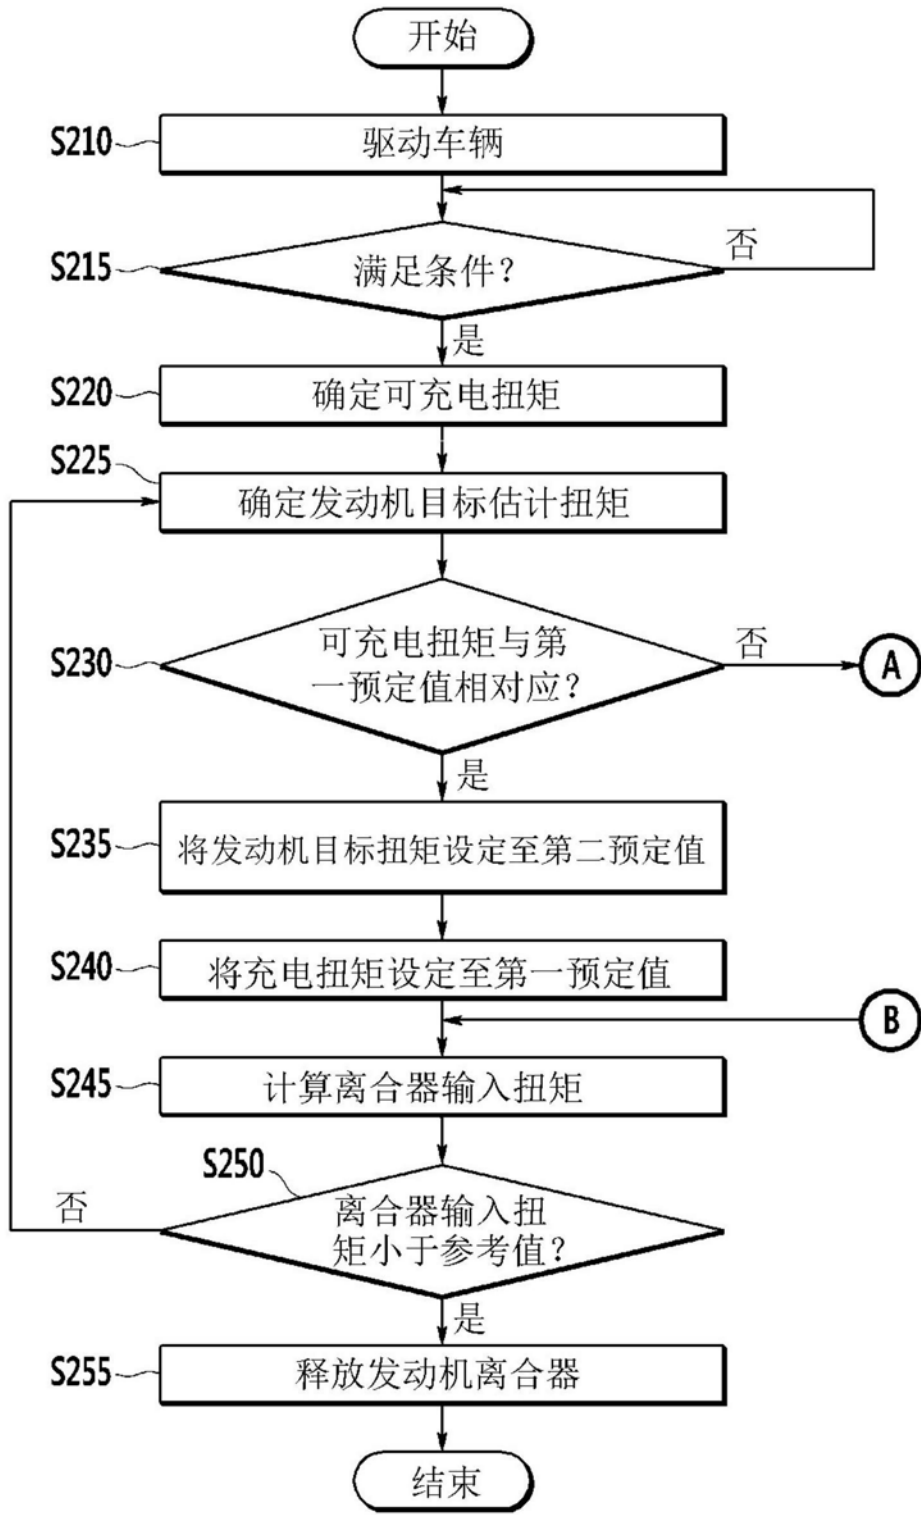 开始
S210
驱动车辆
S215
满足条件？
否
是
S220
确定可充电扭矩
S225
确定发动机目标估计扭矩
S230
可充电扭矩与第
一预定值相对应？
否
A
是
S235
将发动机目标扭矩设定至第二预定值
S240
将充电扭矩设定至第一预定值
B
S245
计算离合器输入扭矩
S250
离合器输入扭
矩小于参考值？
否
是
S255
释放发动机离合器
结束